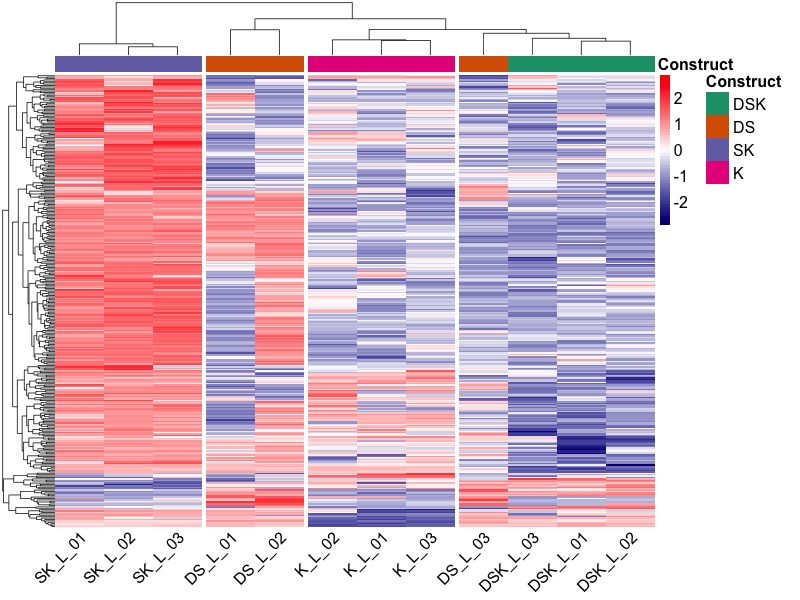 Construct
Construct
2
1
0
-1
-2
DSK
DS
SK
K
SK_L_01
SK_L_02
SK_L_03
DS_L_01
DS_L_02
K_L_02
K_L_01
K_L_03
DS_L_03
DSK_L_03
DSK_L_01
DSK_L_02